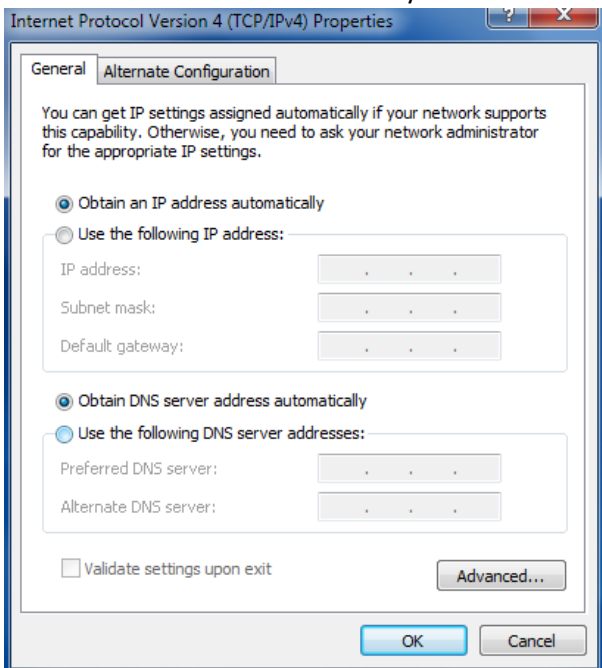 Internet Protocol Version 4 (TCP/IPv4) Properties
General
Alternate Configuration
You can get IP settings assigned automatically if your network supports
this capability. Otherwise, you need to ask your network administrator
for the appropriate IP settings.
Obtain an IP address automatically
Use the following IP address:
IP address:
Subnet mask:
Default gateway:
Obtain DNS server address automatically
Use the following DNS server addresses:
Preferred DNS server:
Alternate DNS server:
Validate settings upon exit
Advanced...
OK
Cancel